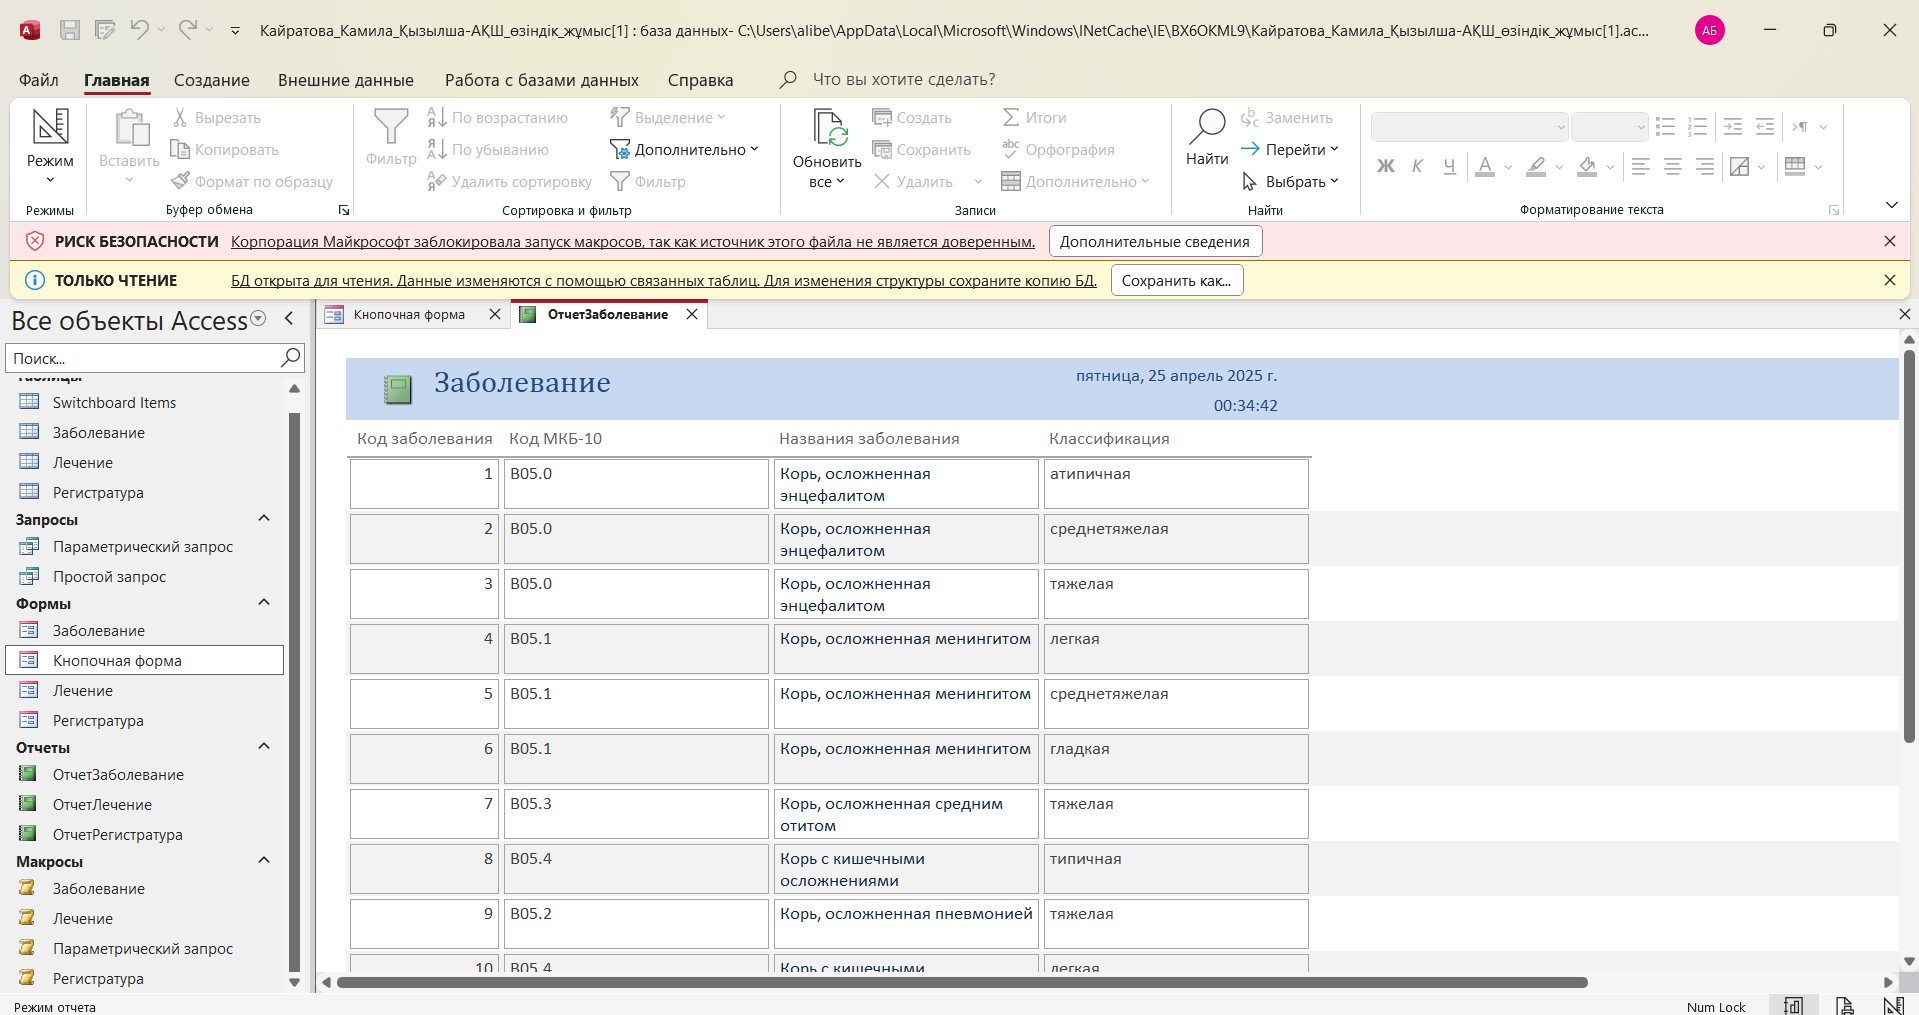 Кайратова_Камила_Қызылша-АҚШ_өзіндік_жұмыс[1] : база данных- C:\Users\alibe\AppData\Local\Microsoft\Windows\INetCache\IE\BX6OKML9\Кайратова_Камила_Қызылша-АҚШ_өзіндік_жұмыс[1].ac...
АБ
Файл Главная Создание Внешние данные Работа с базами данных Справка Что вы хотите сделать?
Режим
Режимы
Вставить
Вырезать
Копировать
Формат по образцу
Буфер обмена
Фильтр
По возрастанию
По убыванию
Удалить сортировку
Выделение
Дополнительно
Фильтр
Сортировка и фильтр
Обновить
все
Создать
Сохранить
Удалить
Итоги
Орфография
Дополнительно
Записи
Найти
Заменить
Перейти
Выбрать
Найти
Ж К Ч
Форматирование текста
РИСК БЕЗОПАСНОСТИ Корпорация Майкрософт заблокировала запуск макросов, так как источник этого файла не является доверенным. Дополнительные сведения
ТОЛЬКО ЧТЕНИЕ БД открыта для чтения. Данные изменяются с помощью связанных таблиц. Для изменения структуры сохраните копию БД. Сохранить как...
Все объекты Access
Поиск...
Таблицы
Switchboard Items
Заболевание
Лечение
Регистратура
Запросы
Параметрический запрос
Простой запрос
Формы
Заболевание
Кнопочная форма
Лечение
Регистратура
Отчеты
ОтчетЗаболевание
ОтчетЛечение
ОтчетРегистратура
Макросы
Заболевание
Лечение
Параметрический запрос
Регистратура
Кнопочная форма ОтчетЗаболевание
Заболевание
пятница, 25 апрель 2025 г.
00:34:42
Код заболевания Код МКБ-10 Названия заболевания Классификация
1 B05.0 Корь, осложненная энцефалитом атипичная
2 B05.0 Корь, осложненная энцефалитом среднетяжелая
3 B05.0 Корь, осложненная энцефалитом тяжелая
4 B05.1 Корь, осложненная менингитом легкая
5 B05.1 Корь, осложненная менингитом среднетяжелая
6 B05.1 Корь, осложненная менингитом гладкая
7 B05.3 Корь, осложненная средним отитом тяжелая
8 B05.4 Корь с кишечными осложнениями типичная
9 B05.2 Корь, осложненная пневмонией тяжелая
10 B05.4 Корь с кишечными легкая
Режим отчета
Num Lock